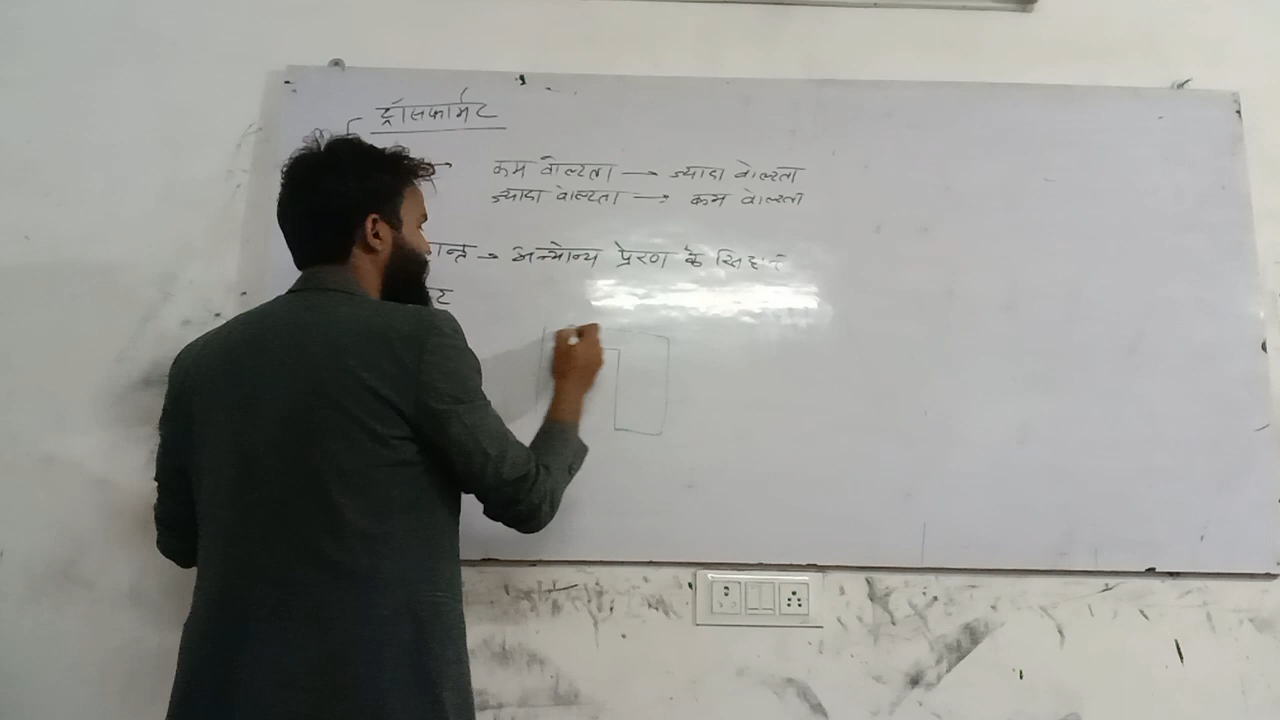 ट्रॉंसफार्मर
कम वोल्टता → ज्यादा वोल्टता
ज्यादा वोल्टता → कम वोल्टता
→ अन्योन्य प्रेरण के